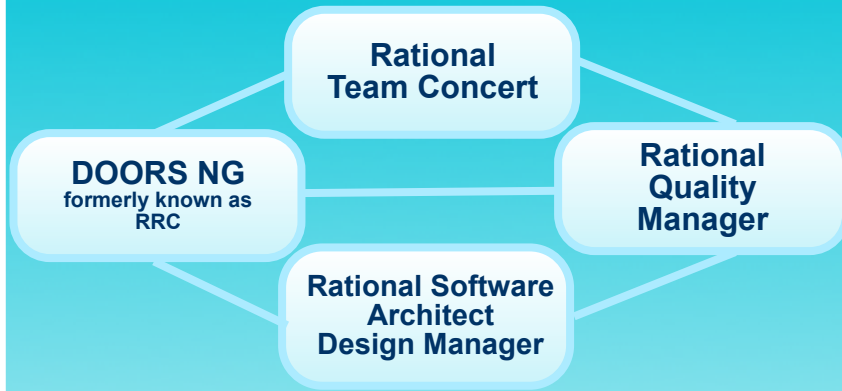 Rational
Team Concert
DOORS NG
formerly known as
RRC
Rational
Quality
Manager
Rational Software
Architect
Design Manager